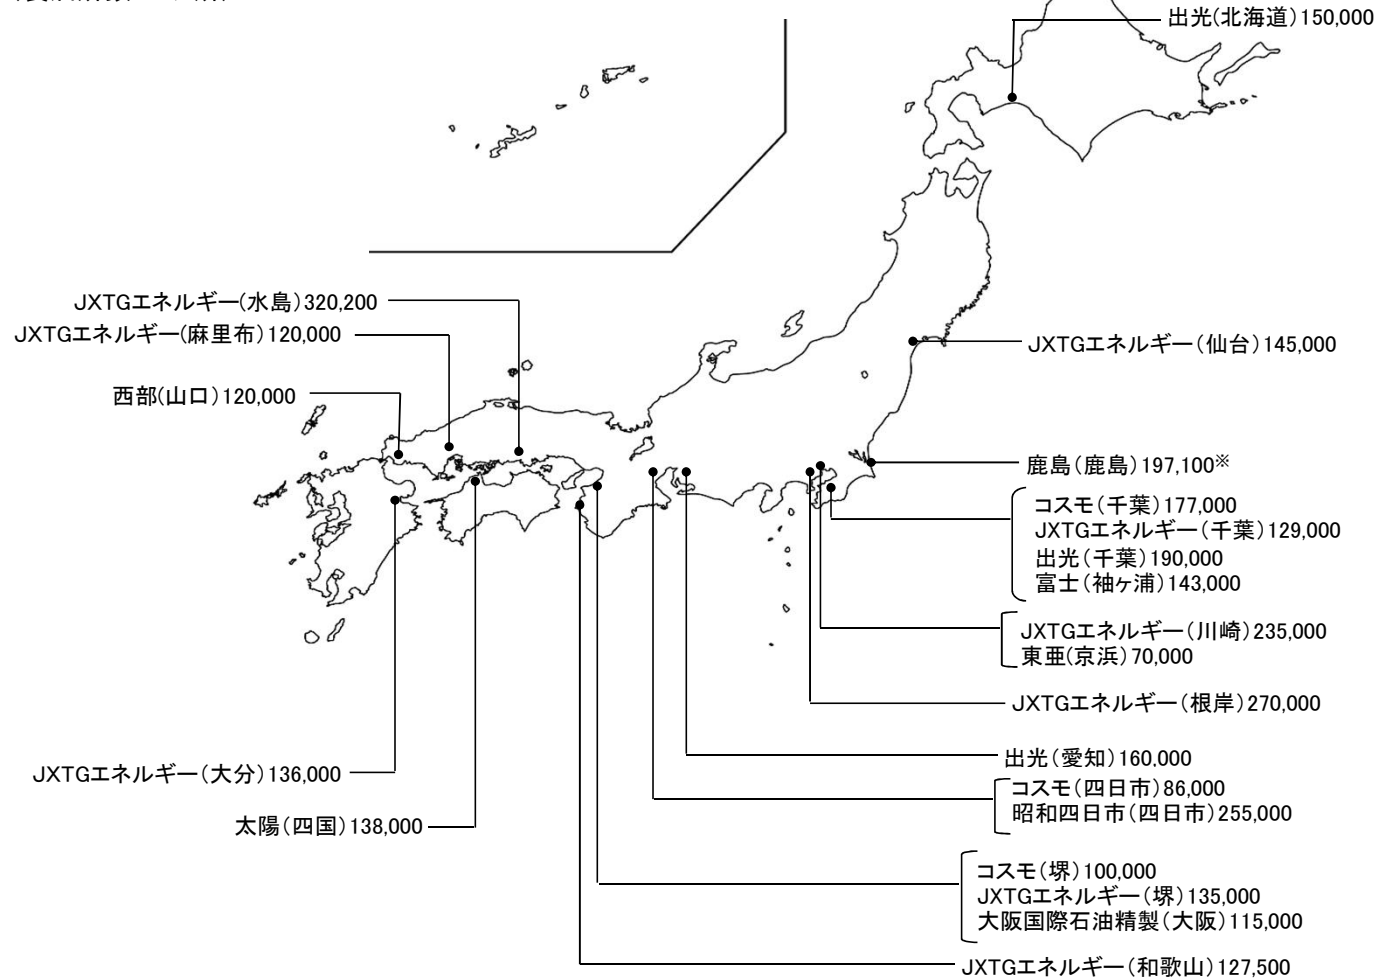 出光(北海道)150,000
JXTGエネルギー(水島)320,200
JXTGエネルギー(麻里布)120,000
西部(山口)120,000
JXTGエネルギー(仙台)145,000
鹿島(鹿島)197,100※
コスモ(千葉)177,000
JXTGエネルギー(千葉)129,000
出光(千葉)190,000
富士(袖ヶ浦)143,000
JXTGエネルギー(川崎)235,000
東亜(京浜)70,000
JXTGエネルギー(根岸)270,000
出光(愛知)160,000
コスモ(四日市)86,000
昭和四日市(四日市)255,000
JXTGエネルギー(大分)136,000
太陽(四国)138,000
コスモ(堺)100,000
JXTGエネルギー(堺)135,000
大阪国際石油精製(大阪)115,000
JXTGエネルギー(和歌山)127,500